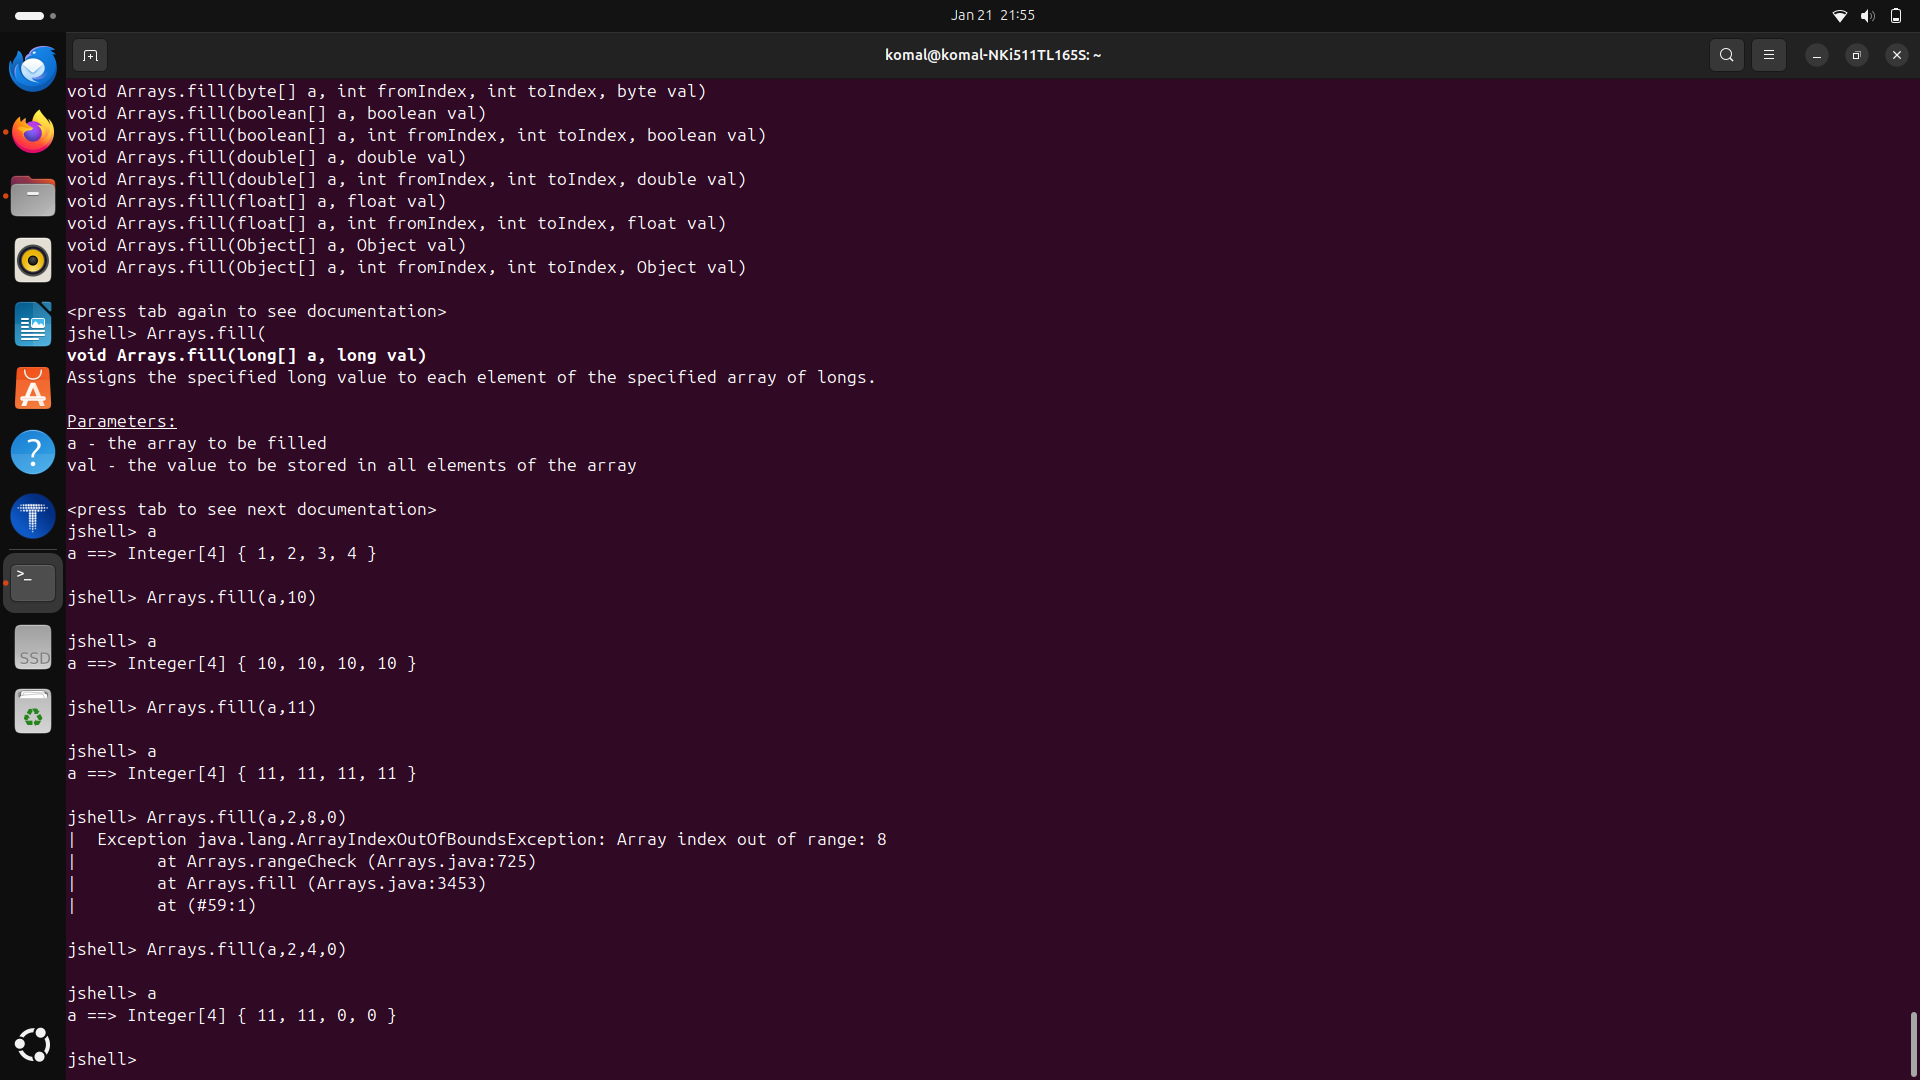 Jan 21 21:55
komal@komal-NKi511TL165S: ~
void Arrays.fill(byte[] a, int fromIndex, int toIndex, byte val)
void Arrays.fill(boolean[] a, boolean val)
void Arrays.fill(boolean[] a, int fromIndex, int toIndex, boolean val)
void Arrays.fill(double[] a, double val)
void Arrays.fill(double[] a, int fromIndex, int toIndex, double val)
void Arrays.fill(float[] a, float val)
void Arrays.fill(float[] a, int fromIndex, int toIndex, float val)
void Arrays.fill(Object[] a, Object val)
void Arrays.fill(Object[] a, int fromIndex, int toIndex, Object val)
<press tab again to see documentation>
jshell> Arrays.fill(
void Arrays.fill(long[] a, long val)
Assigns the specified long value to each element of the specified array of longs.
Parameters:
a - the array to be filled
val - the value to be stored in all elements of the array
<press tab to see next documentation>
jshell> a
a ==> Integer[4] { 1, 2, 3, 4 }
jshell> Arrays.fill(a,10)
jshell> a
a ==> Integer[4] { 10, 10, 10, 10 }
jshell> Arrays.fill(a,11)
jshell> a
a ==> Integer[4] { 11, 11, 11, 11 }
jshell> Arrays.fill(a,2,8,0)
|  Exception java.lang.ArrayIndexOutOfBoundsException: Array index out of range: 8
|        at Arrays.rangeCheck (Arrays.java:725)
|        at Arrays.fill (Arrays.java:3453)
|        at (#59:1)
jshell> Arrays.fill(a,2,4,0)
jshell> a
a ==> Integer[4] { 11, 11, 0, 0 }
jshell>
SSD